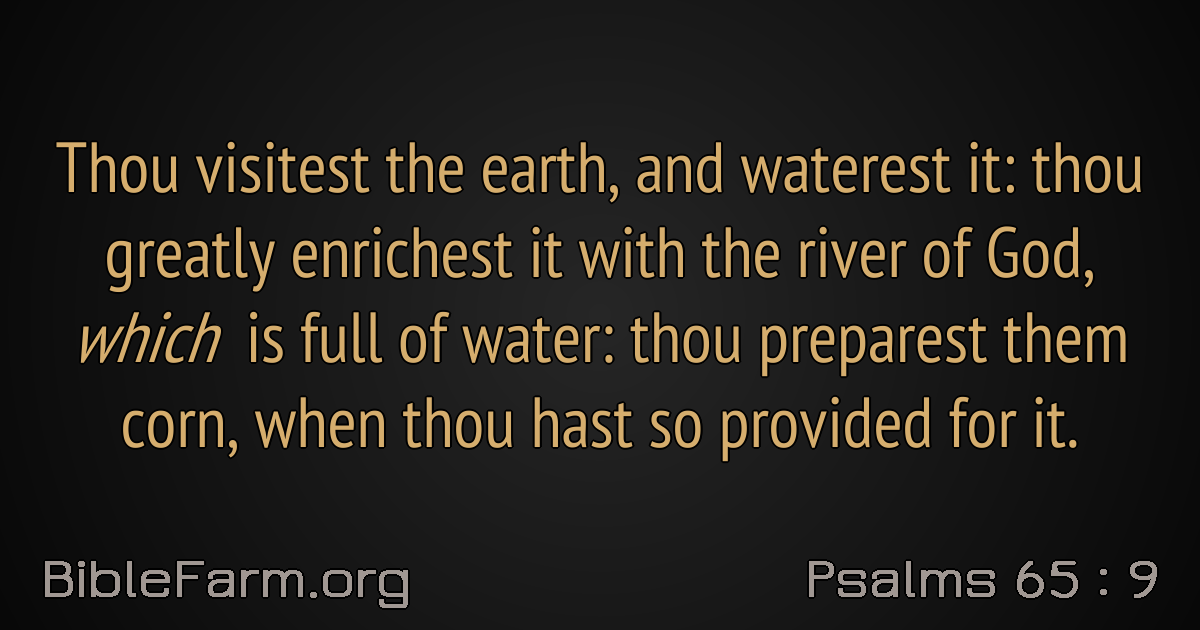 Thou visitest the earth, and waterest it: thou
greatly enrichest it with the river of God,
which is full of water: thou preparest them
corn, when thou hast so provided for it.
BibleFarm.org
Psalms 65 : 9